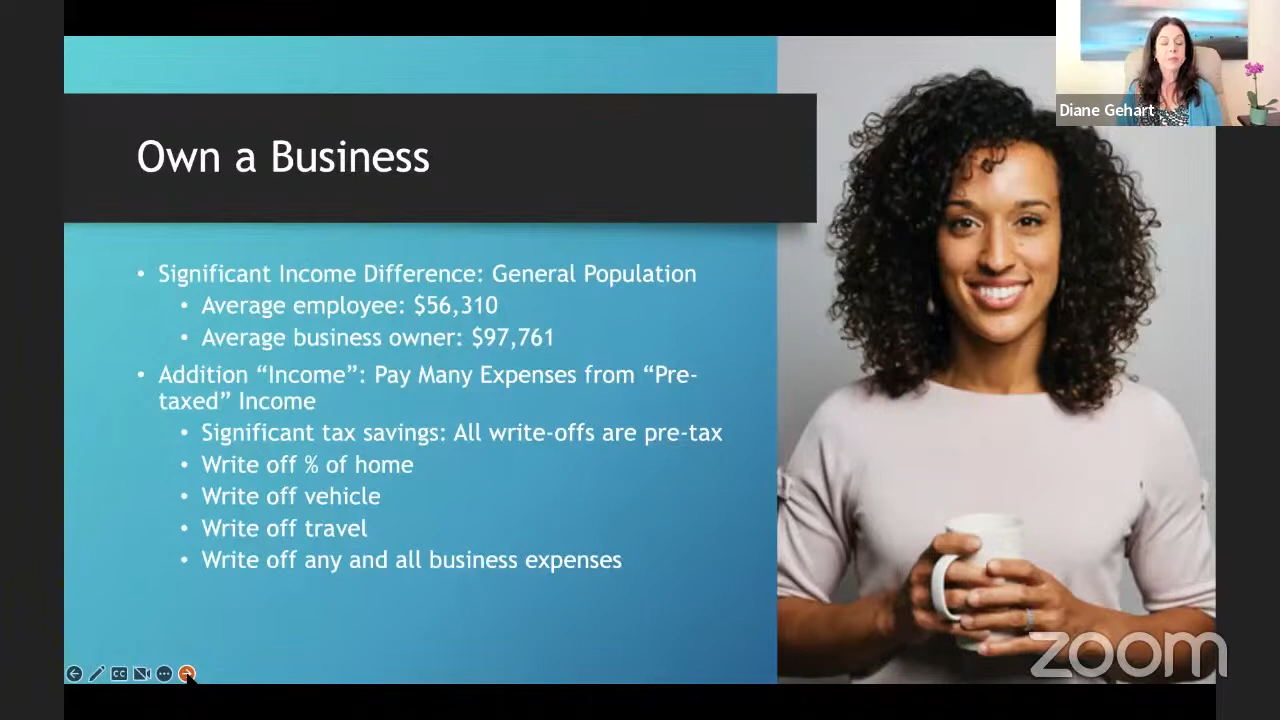 Diane Gehart
Own a Business
• Significant Income Difference: General Population
• Average employee: $56,310
• Average business owner: $97,761
• Addition “Income”: Pay Many Expenses from “Pre-
taxed” Income
• Significant tax savings: All write-offs are pre-tax
• Write off % of home
• Write off vehicle
• Write off travel
• Write off any and all business expenses
CC
zoom